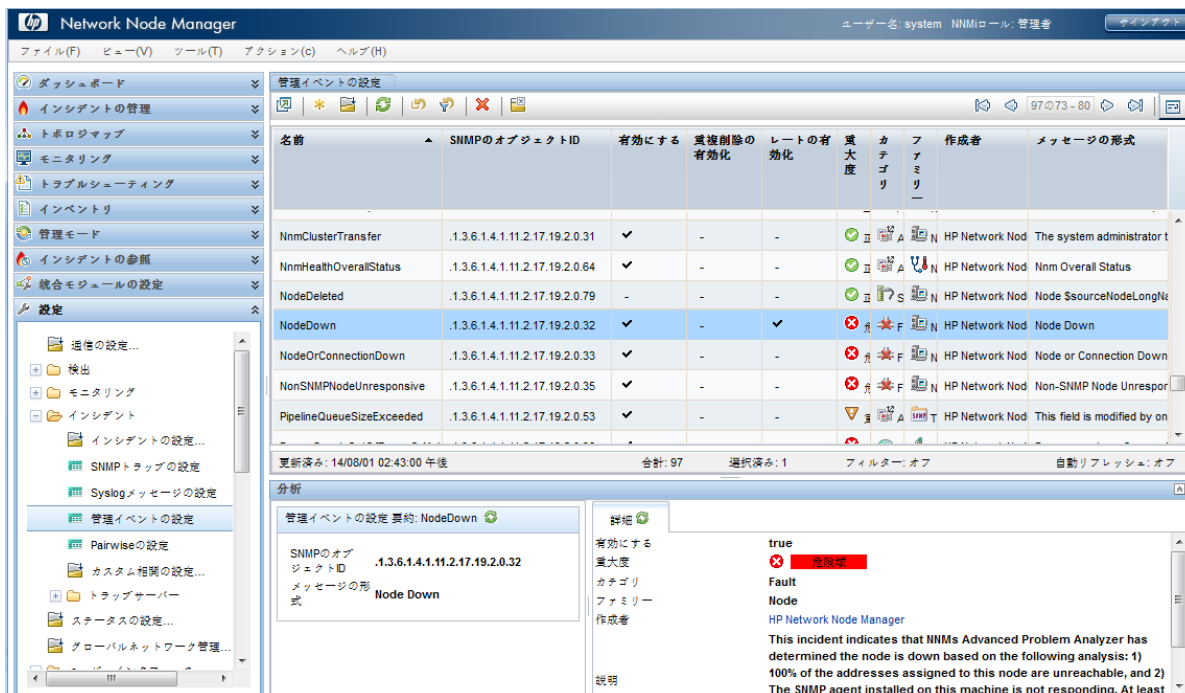 hp Network Node Manager
ユーザー名: system NNMiロール: 管理者
サインアウト
ファイル(F) ビュー(V) ツール(T) アクション(c) ヘルプ(H)
ダッシュボード
インシデントの管理
トポロジマップ
モニタリング
トラブルシューティング
インベントリ
管理モード
インシデントの参照
統合モジュールの設定
設定
通信の設定...
検出
モニタリング
インシデント
インシデントの設定...
SNMPトラップの設定
Syslogメッセージの設定
管理イベントの設定
Pairwiseの設定
カスタム相関の設定...
トラップサーバー
ステータスの設定...
グローバルネットワーク管理...
管理イベントの設定
97の73 - 80
名前 SNMPのオブジェクトID 有効にする 重複削除の有効化 レートの有効化 重大度 カテゴリ ファミリー 作成者 メッセージの形式
NnmClusterTransfer .1.3.6.1.4.1.11.2.17.19.2.0.31 ✔ - - A N HP Network Nod The system administrator t
NnmHealthOverallStatus .1.3.6.1.4.1.11.2.17.19.2.0.64 ✔ - - A N HP Network Nod Nnm Overall Status
NodeDeleted .1.3.6.1.4.1.11.2.17.19.2.0.79 - - - S N HP Network Nod Node $sourceNodeLongNa
NodeDown .1.3.6.1.4.1.11.2.17.19.2.0.32 ✔ - ✔ F N HP Network Nod Node Down
NodeOrConnectionDown .1.3.6.1.4.1.11.2.17.19.2.0.33 ✔ - - F N HP Network Nod Node or Connection Down
NonSNMPNodeUnresponsive .1.3.6.1.4.1.11.2.17.19.2.0.35 ✔ - - F N HP Network Nod Non-SNMP Node Unrespor
PipelineQueueSizeExceeded .1.3.6.1.4.1.11.2.17.19.2.0.53 ✔ - - A T HP Network Nod This field is modified by on
更新済み: 14/08/01 02:43:00 午後 合計: 97 選択済み: 1 フィルター: オフ 自動リフレッシュ: オフ
分析
管理イベントの設定 要約: NodeDown
SNMPのオブジェクトID .1.3.6.1.4.1.11.2.17.19.2.0.32
メッセージの形式 Node Down
詳細
有効にする true
重大度 危険域
カテゴリ Fault
ファミリー Node
作成者 HP Network Node Manager
This incident indicates that NNMs Advanced Problem Analyzer has
determined the node is down based on the following analysis: 1)
説明 100% of the addresses assigned to this node are unreachable, and 2)
The SNMP agent installed on this machine is not responding. At least